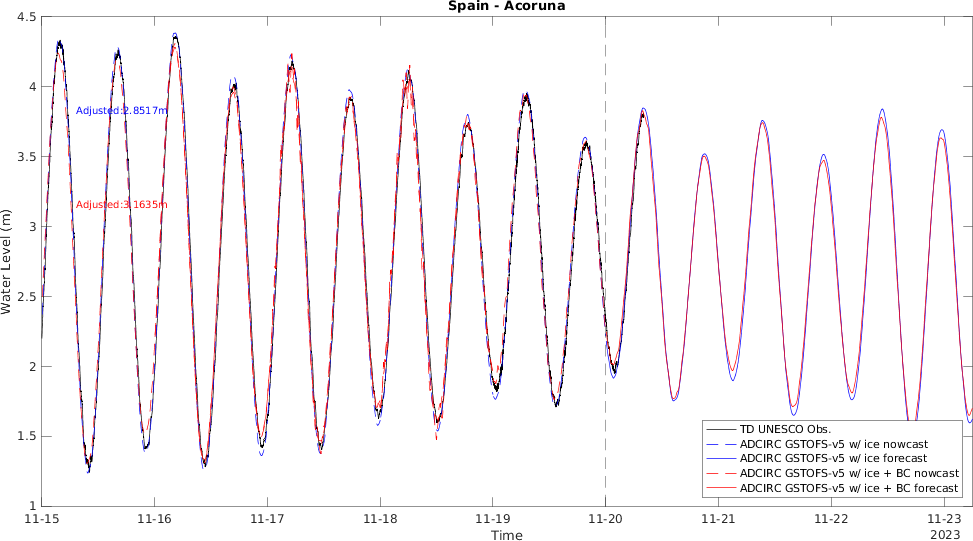 Spain - Acoruna
4.5
4
3.5
3
2.5
2
1.5
1
Water Level (m)
Adjusted:2.8517m
Adjusted:3.1635m
TD UNESCO Obs.
ADCIRC GSTOFS-v5 w/ ice nowcast
ADCIRC GSTOFS-v5 w/ ice forecast
ADCIRC GSTOFS-v5 w/ ice + BC nowcast
ADCIRC GSTOFS-v5 w/ ice + BC forecast
11-15 11-16 11-17 11-18 11-19 11-20 11-21 11-22 11-23
Time
2023